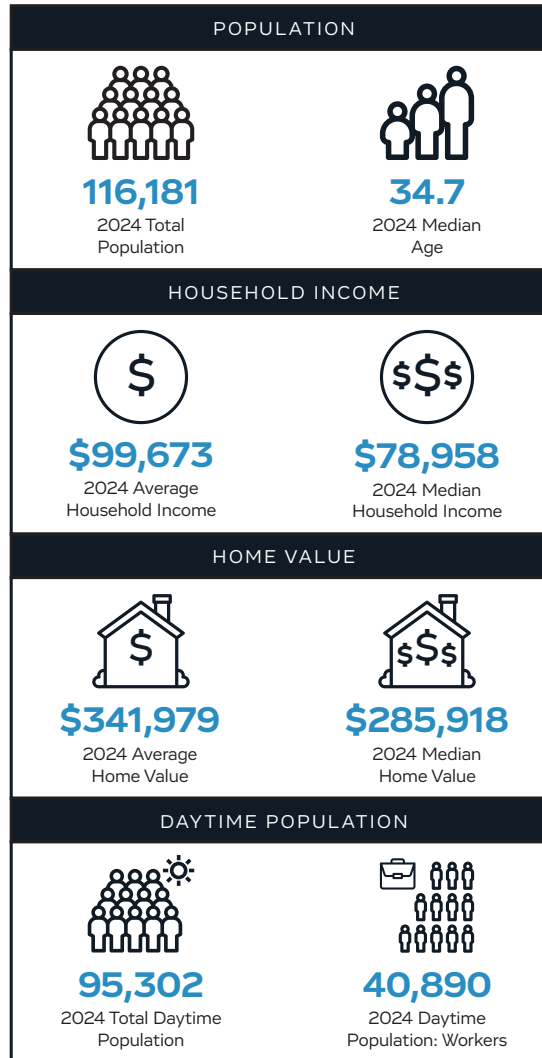 POPULATION
116,181
2024 Total
Population
34.7
2024 Median
Age
HOUSEHOLD INCOME
$
$99,673
2024 Average
Household Income
$$$
$78,958
2024 Median
Household Income
HOME VALUE
$
$341,979
2024 Average
Home Value
$$$
$285,918
2024 Median
Home Value
DAYTIME POPULATION
95,302
2024 Total Daytime
Population
40,890
2024 Daytime
Population: Workers